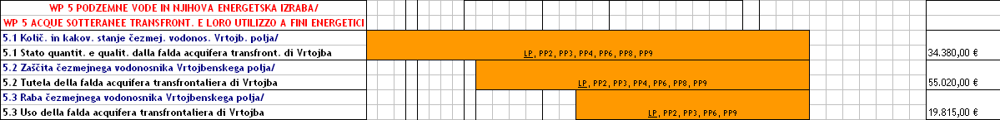 WP 5 PODZEMNE VODE IN NJIHOVA ENERGETSKA IZRABA/
WP 5 ACQUE SOTTERANEE TRANSFRONT. E LORO UTILIZZO A FINI ENERGETICI
5.1 Količ. in kakov. stanje čezmej. vodonos. Vrtojb. polja/
5.1 Stato quantit. e qualit. dalla falda acquifera transfront. di Vrtojba
LP, PP2, PP3, PP4, PP6, PP8, PP9
34.380,00 €
5.2 Zaščita čezmejnega vodonosnika Vrtojbenskega polja/
5.2 Tutela della falda acquifera transfrontaliera di Vrtojba
LP, PP2, PP3, PP4, PP6, PP8, PP9
55.020,00 €
5.3 Raba čezmejnega vodonosnika Vrtojbenskega polja/
5.3 Uso della falda acquifera transfrontaliera di Vrtojba
LP, PP2, PP3, PP6, PP9
19.815,00 €